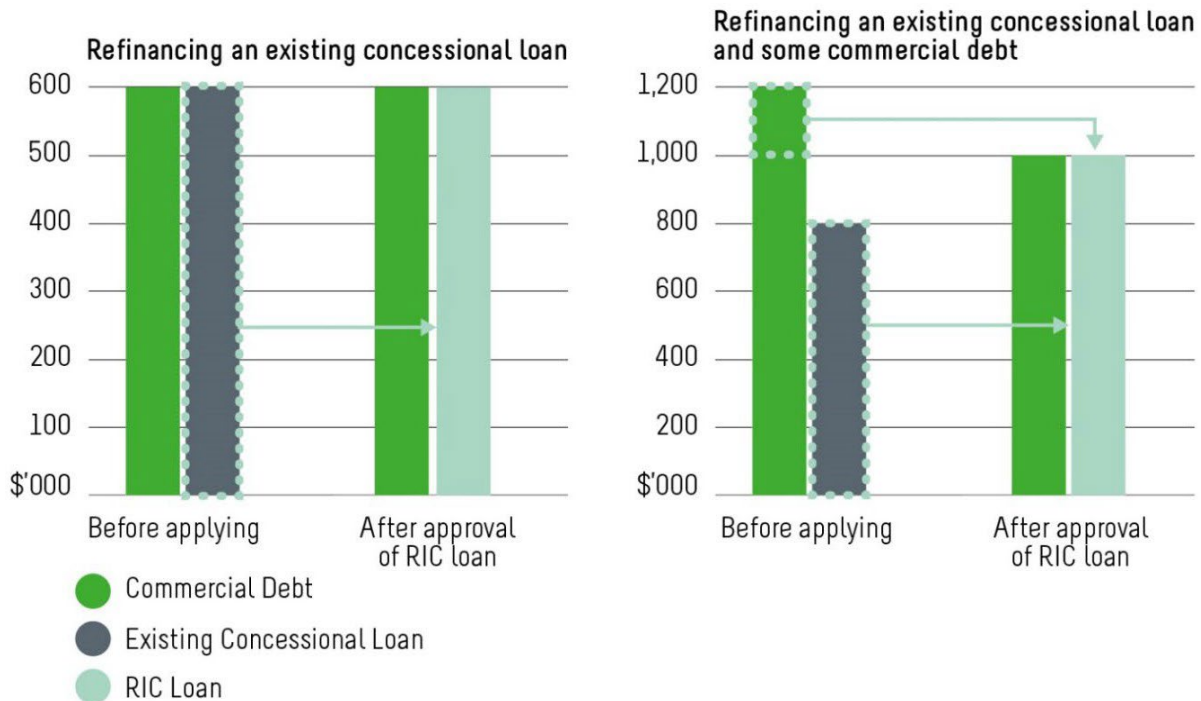 Refinancing an existing concessional loan
600
500
400
300
200
100
$'000
Before applying
After approval
of RIC loan
Refinancing an existing concessional loan
and some commercial debt
1,200
1,000
800
600
400
200
$'000
Before applying
After approval
of RIC loan
Commercial Debt
Existing Concessional Loan
RIC Loan